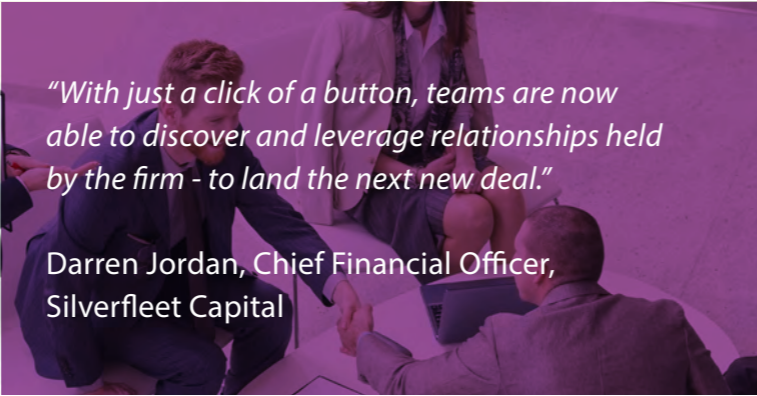 “With just a click of a button, teams are now
able to discover and leverage relationships held
by the firm - to land the next new deal.”
Darren Jordan, Chief Financial Officer,
Silverfleet Capital